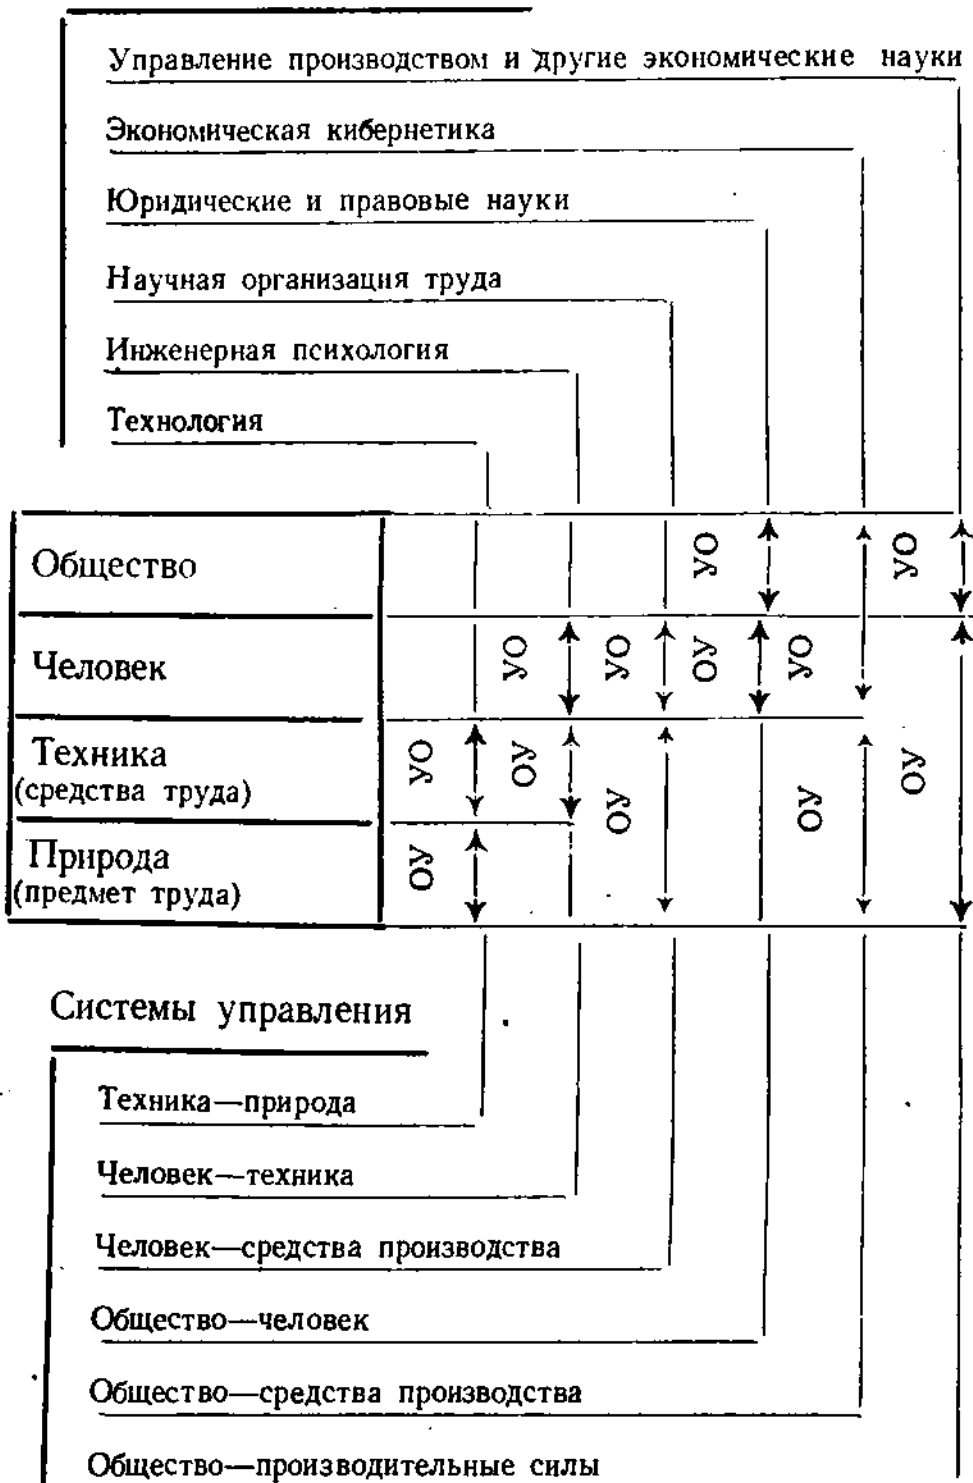 Управление производством и другие экономические науки
Экономическая кибернетика
Юридические и правовые науки
Научная организация труда
Инженерная психология
Технология
Общество
УО
УО
Человек
УО
УО
ОУ
УО
Техника
(средства труда)
УО
ОУ
ОУ
ОУ
ОУ
Природа
(предмет труда)
ОУ
Системы управления
Техника—природа
Человек—техника
Человек—средства производства
Общество—человек
Общество—средства производства
Общество—производительные силы